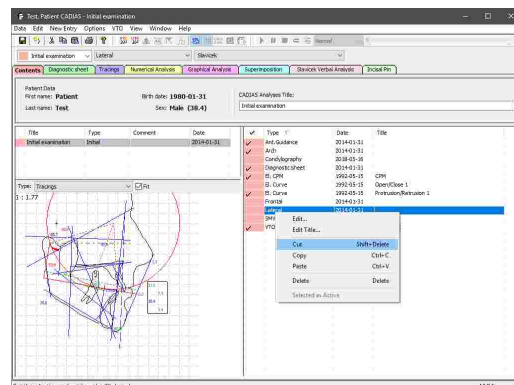 Test, Patient CADIAS - Initial examination
Data Edit New Entry Options VTO View Window Help
Normal
Initial examination Lateral Slavicek
Contents Diagnostic sheet Tracings Numerical Analysis Graphical Analysis Superimposition Slavicek Verbal Analysis Incisal Pin
Patient Data
First name: Patient Birth date: 1980-01-31 CADIAS Analyses Title:
Last name: Test Sex: Male (38.4) Initial examination
Title Type Comment Date
Initial examination Initial 2014-01-31
Type Date Title
Ant.Guidance 2014-01-31
Arch 2014-01-31
Condylography 2018-05-16
Diagnostic sheet 2014-01-31
El. CPM 1992-05-15 CPM
El. Curve 1992-05-15 Open/Close 1
El. Curve 1992-05-15 Protrusion/Retrusion 1
Frontal 2014-01-31
Lateral 2014-01-31
SMV
VTO
Type: Tracings Fit
1 : 1.77
Edit...
Edit Title...
Cut Shift+Delete
Copy Ctrl+C
Paste Ctrl+V
Delete Delete
Selected as Active